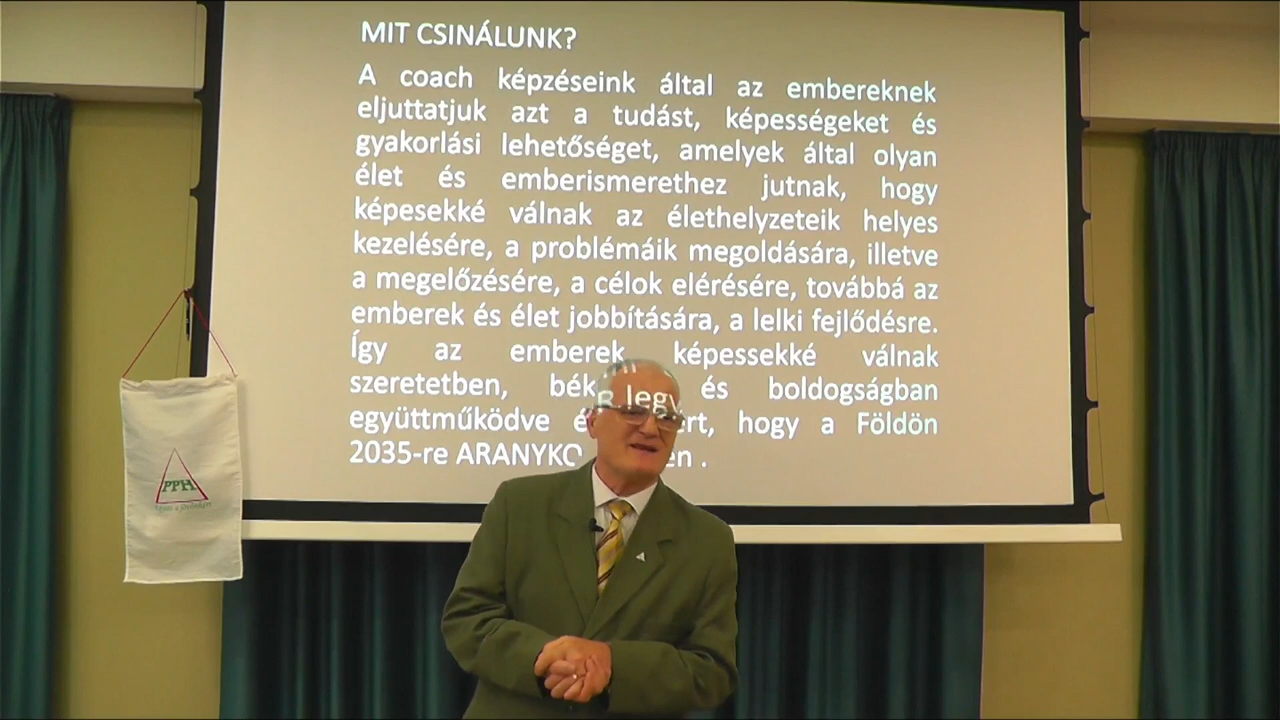 MIT CSINÁLUNK?
A coach képzéseink által az embereknek
eljuttatjuk azt a tudást, képességeket és
gyakorlási lehetőséget, amelyek által olyan
élet és emberismerethez jutnak, hogy
képesekké válnak az élethelyzeteik helyes
kezelésére, a problémáik megoldására, illetve
a megelőzésére, a célok elérésére, továbbá az
emberek és élet jobbítására, a lelki fejlődésre.
Így az emberek képessekké válnak
szeretetben, és boldogságban
együttműködve hogy a Földön
2035-re .
legy
PPH